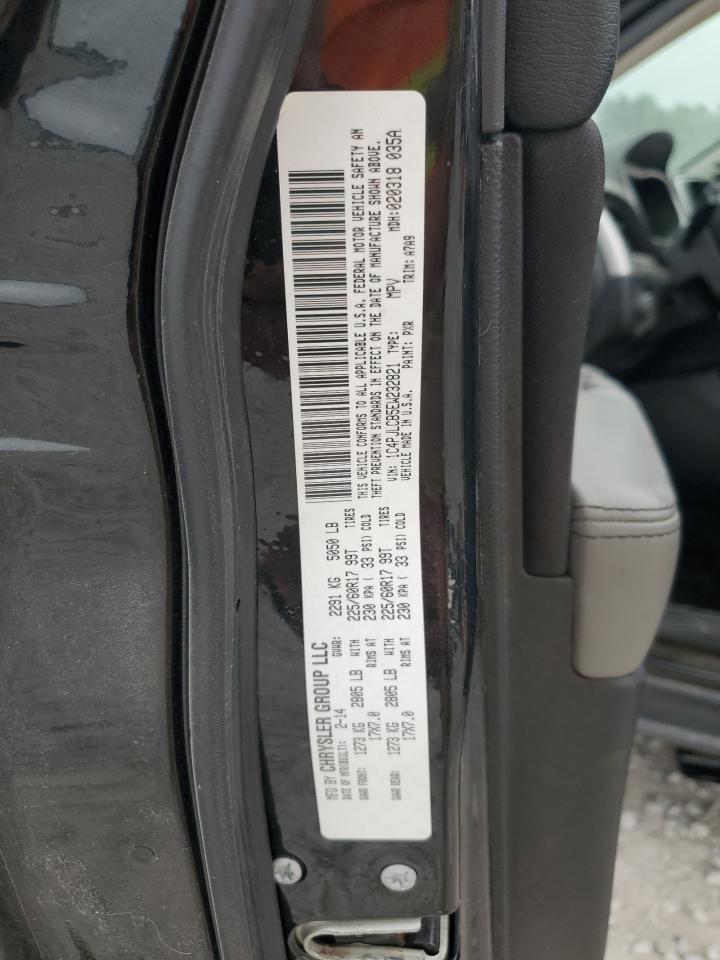 MFD BY CHRYSLER GROUP LLC
DATE OF MFR(BUILT): 2-14 GVWR: 2291 KG 5050 LB
GAWR FRONT: 1273 KG 2805 LB WITH 225/60R17 99T TIRES
17X7.0 RIMS AT 230 KPA ( 33 PSI) COLD
GAWR REAR: 1273 KG 2805 LB WITH 225/60R17 99T TIRES
17X7.0 RIMS AT 230 KPA ( 33 PSI) COLD
THIS VEHICLE CONFORMS TO ALL APPLICABLE U.S.A. FEDERAL MOTOR VEHICLE SAFETY AN
THEFT PREVENTION STANDARDS IN EFFECT ON THE DATE OF MANUFACTURE SHOWN ABOVE.
VIN: 1C4PJLCB5EW232821 TYPE: MPV MDH:020318 035A
VEHICLE MADE IN U.S.A. PAINT: PXR TRIM: A7A9